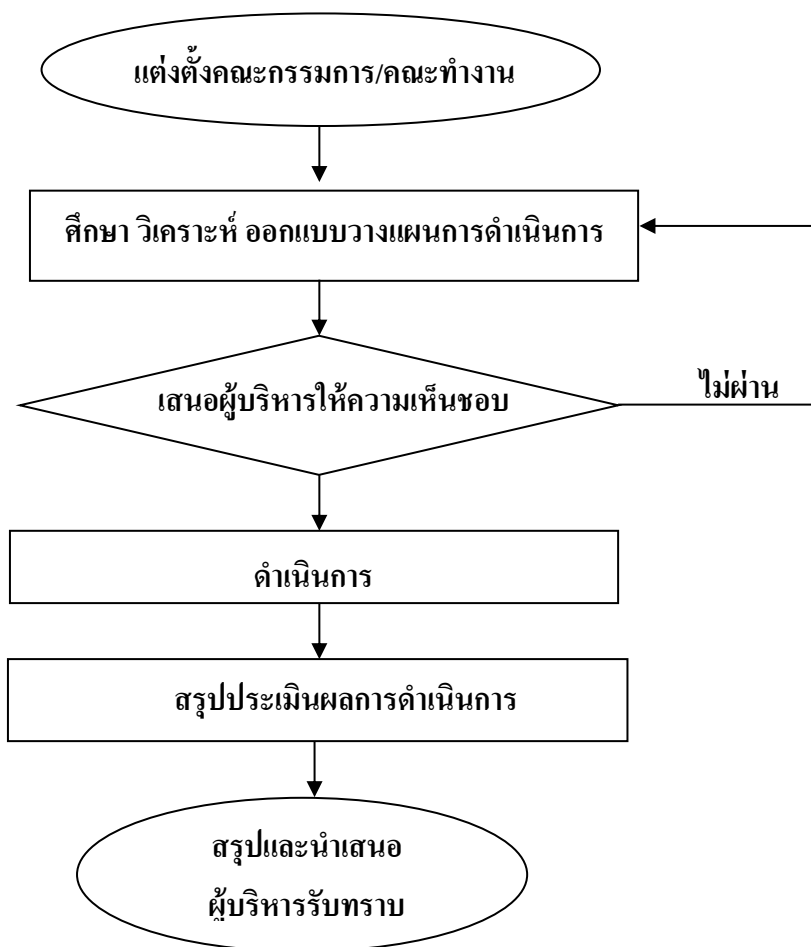 แต่งตั้งคณะกรรมการ/คณะทำงาน
ศึกษา วิเคราะห์ ออกแบบวางแผนการดำเนินการ
เสนอผู้บริหารให้ความเห็นชอบ
ไม่ผ่าน
ดำเนินการ
สรุปประเมินผลการดำเนินการ
สรุปและนำเสนอ
ผู้บริหารรับทราบ